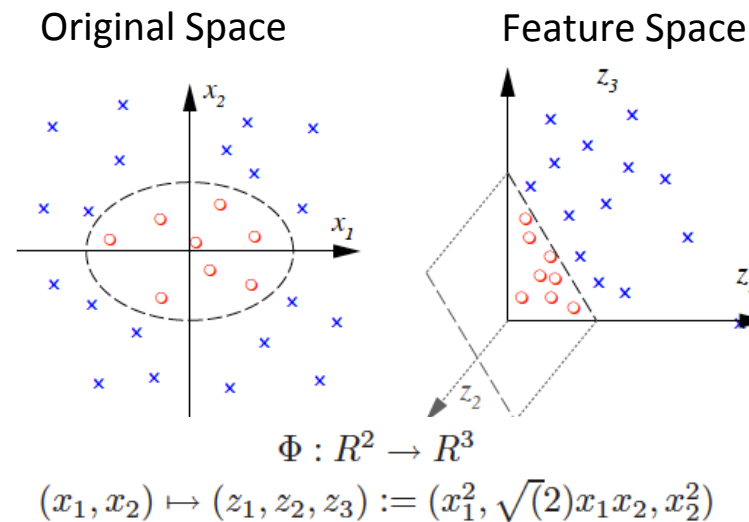 Original Space
Feature Space
x₂
x₁
z₃
z₂
Φ : R² → R³
(x₁, x₂) ↦ (z₁, z₂, z₃) := (x₁², √(2)x₁x₂, x₂²)